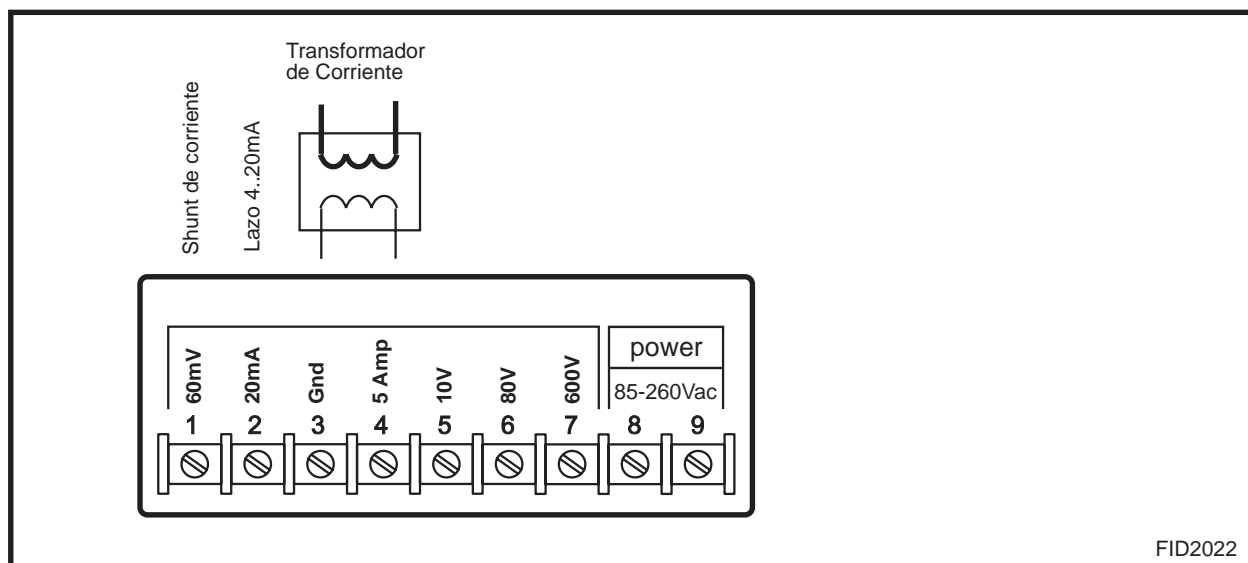 Transformador
de Corriente
Shunt de corriente
Lazo 4..20mA
60mV
20mA
Gnd
5 Amp
10V
80V
600V
power
85-260Vac
1 2 3 4 5 6 7 8 9
FID2022